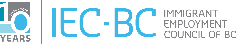 10
YEARS
IEC-BC
IMMIGRANT
EMPLOYMENT
COUNCIL OF BC